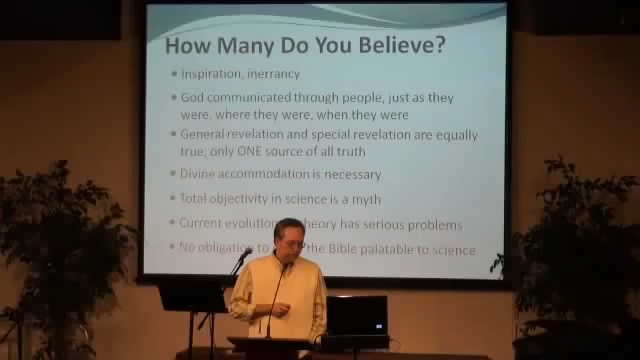 How Many Do You Believe?
• Inspiration, inerrancy
• God communicated through people, just as they
were, where they were, when they were
• General revelation and special revelation are equally
true; only ONE source of all truth
• Divine accommodation is necessary
• Total objectivity in science is a myth
• Current evolution theory has serious problems
• No obligation to the Bible palatable to science